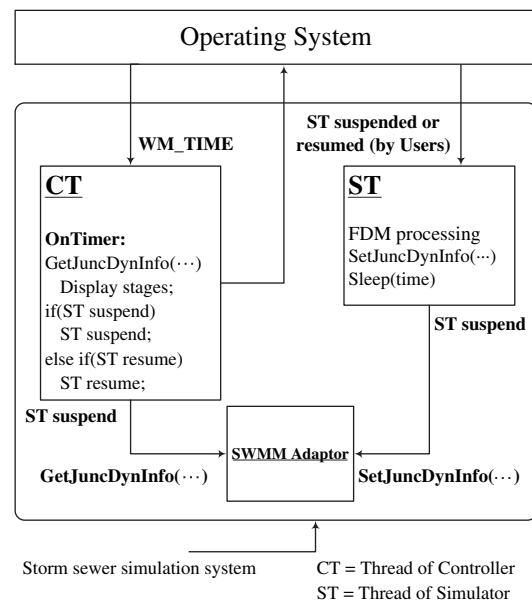 Operating System
WM_TIME
ST suspended or
resumed (by Users)
CT
OnTimer:
GetJuncDynInfo(···)
Display stages;
if(ST suspend)
ST suspend;
else if(ST resume)
ST resume;
ST
FDM processing
SetJuncDynInfo(···)
Sleep(time)
ST suspend
ST suspend
SWMM Adaptor
GetJuncDynInfo(···)
SetJuncDynInfo(···)
Storm sewer simulation system
CT = Thread of Controller
ST = Thread of Simulator